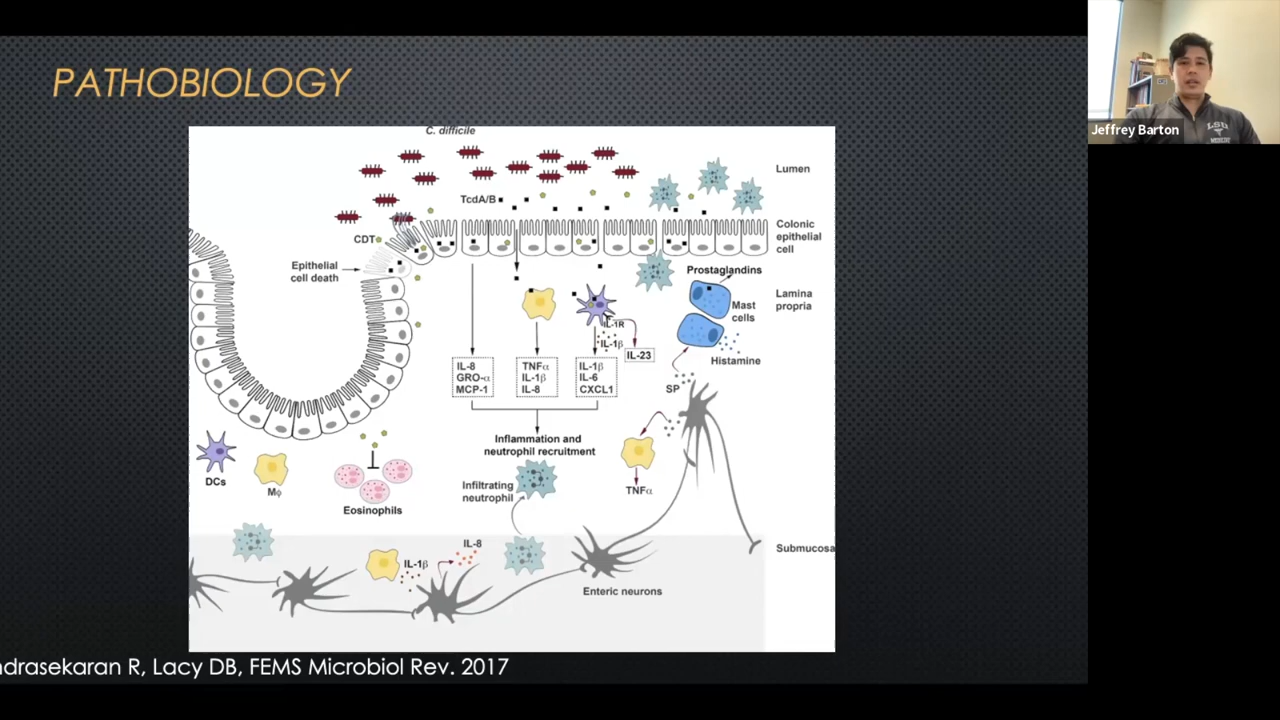 PATHOBIOLOGY
C. difficile
Lumen
TcdA/B
CDT
Colonic
epithelial
cell
Epithelial
cell death
Prostaglandins
Lamina
propria
Mast
cells
IL-1R
IL-1β
IL-23
Histamine
IL-8
GRO-α
MCP-1
TNFα
IL-1β
IL-8
IL-1β
IL-6
CXCL1
SP
Inflammation and
neutrophil recruitment
Infiltrating
neutrophil
TNFα
DCs
Mφ
Eosinophils
IL-8
IL-1β
Submucosa
Enteric neurons
ndrasekaran R, Lacy DB, FEMS Microbiol Rev. 2017
Jeffrey Barton
LSU
MEDICINE